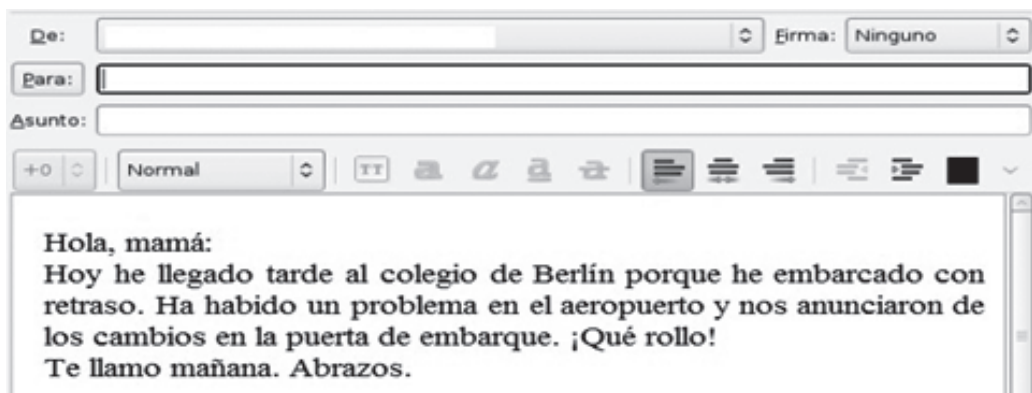 De: Firma: Ninguno
Para:
Asunto:
+0 Normal TT a a a a
Hola, mamá:
Hoy he llegado tarde al colegio de Berlín porque he embarcado con
retraso. Ha habido un problema en el aeropuerto y nos anunciaron de
los cambios en la puerta de embarque. ¡Qué rollo!
Te llamo mañana. Abrazos.